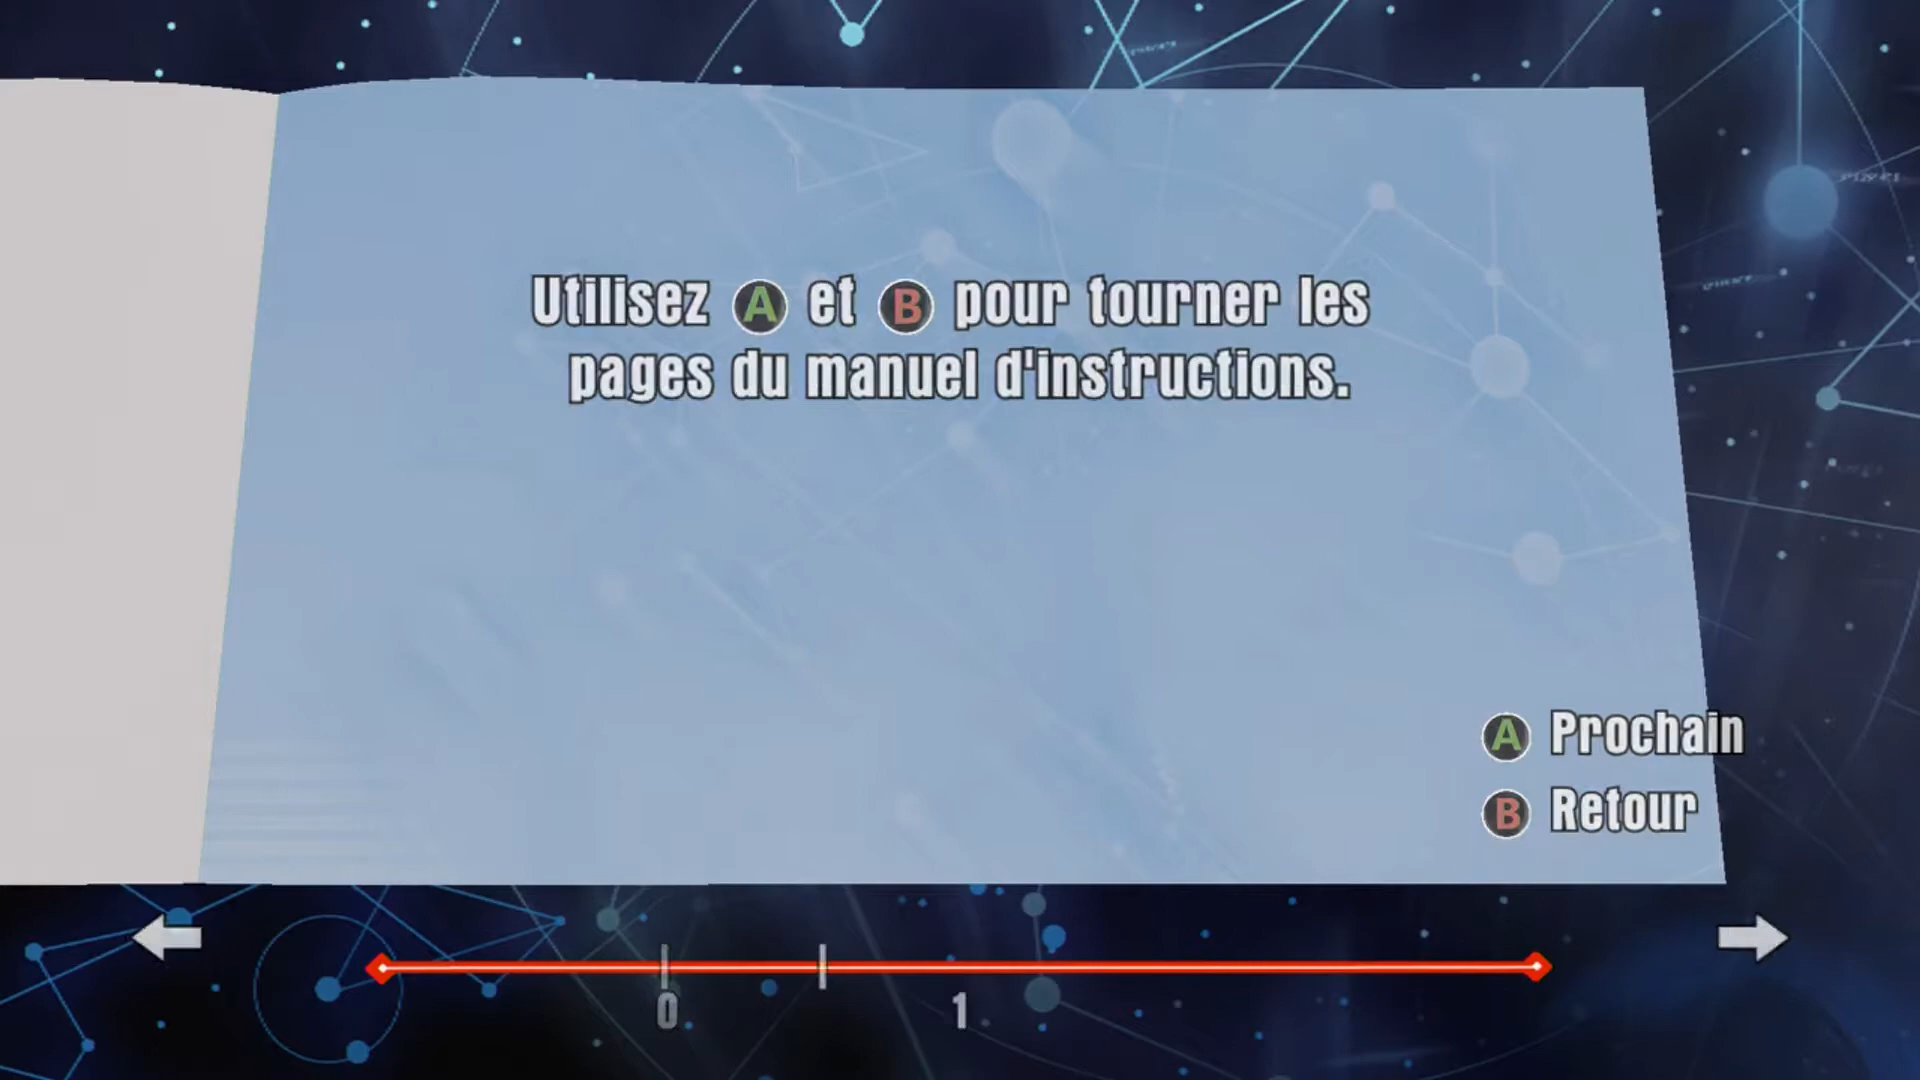 Utilisez A et B pour tourner les
pages du manuel d'instructions.
A Prochain
B Retour
0 1